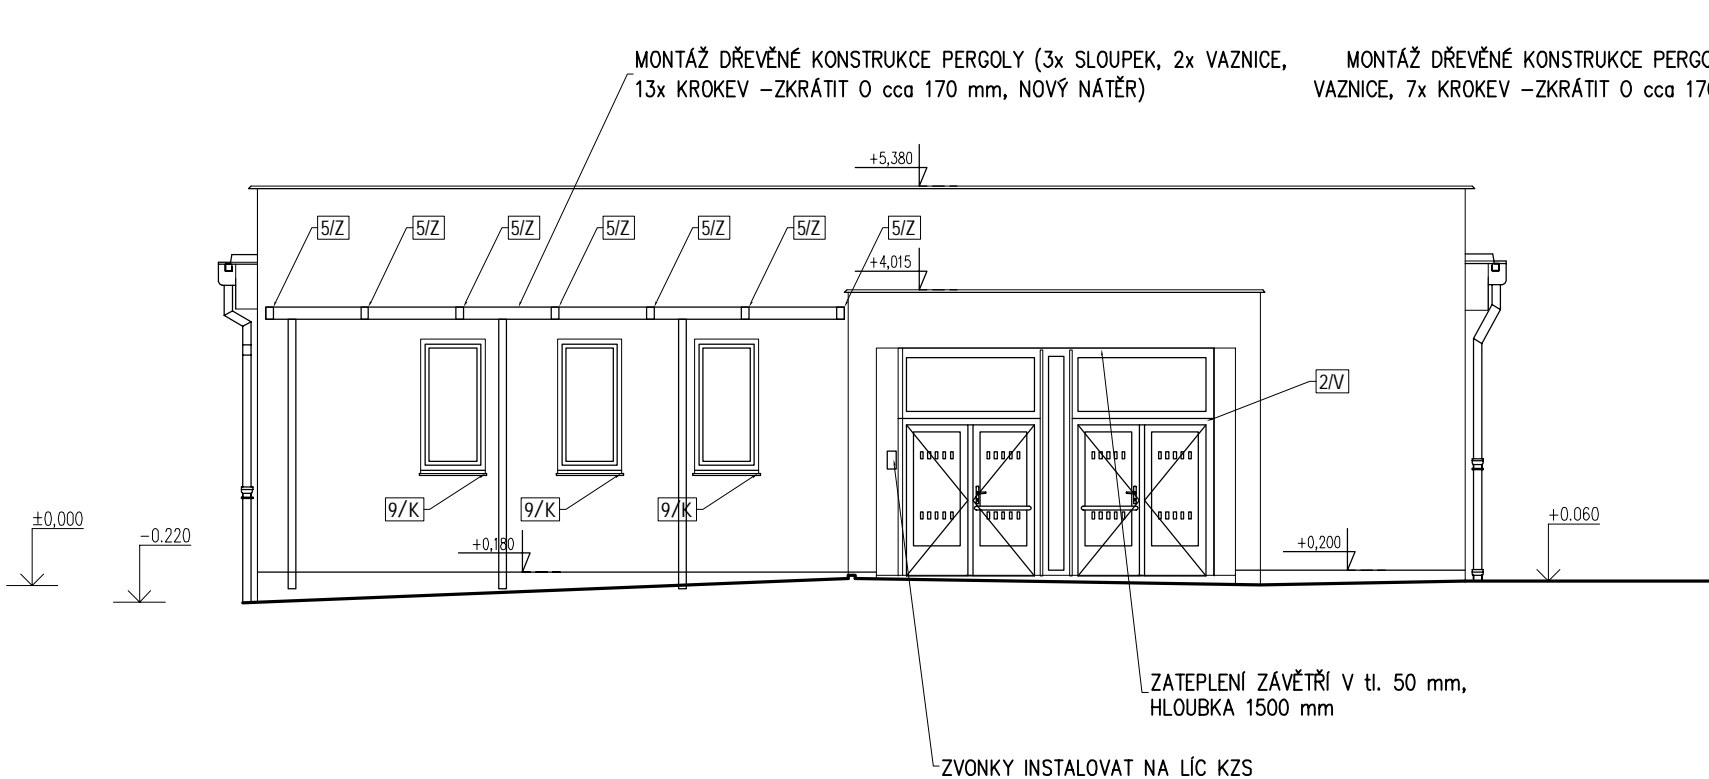 MONTÁŽ DŘEVĚNÉ KONSTRUKCE PERGOLY (3x SLOUPEK, 2x VAZNICE,
13x KROKEV –ZKRÁTIT O cca 170 mm, NOVÝ NÁTĚR)
MONTÁŽ DŘEVĚNÉ KONSTRUKCE PERGO
VAZNICE, 7x KROKEV –ZKRÁTIT O cca 170
+5,380
5/Z 5/Z 5/Z 5/Z 5/Z 5/Z 5/Z
+4,015
2/V
9/K 9/K 9/K
±0,000
-0.220
+0,180
+0,200
+0.060
ZATEPLENÍ ZÁVĚTŘÍ V tl. 50 mm,
HLOUBKA 1500 mm
ZVONKY INSTALOVAT NA LÍC KZS